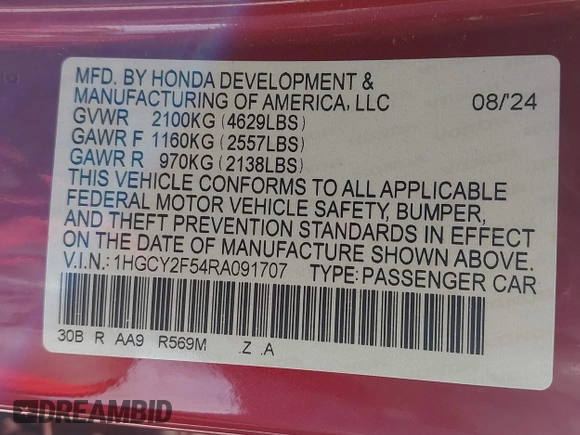 MFD. BY HONDA DEVELOPMENT &
MANUFACTURING OF AMERICA, LLC 08/'24
GVWR 2100KG (4629LBS)
GAWR F 1160KG (2557LBS)
GAWR R 970KG (2138LBS)
THIS VEHICLE CONFORMS TO ALL APPLICABLE
FEDERAL MOTOR VEHICLE SAFETY, BUMPER,
AND THEFT PREVENTION STANDARDS IN EFFECT
ON THE DATE OF MANUFACTURE SHOWN ABOVE.
V.I.N.: 1HGCY2F54RA091707 TYPE: PASSENGER CAR
30B R AA9 R569M .Z .A
DREAMBID